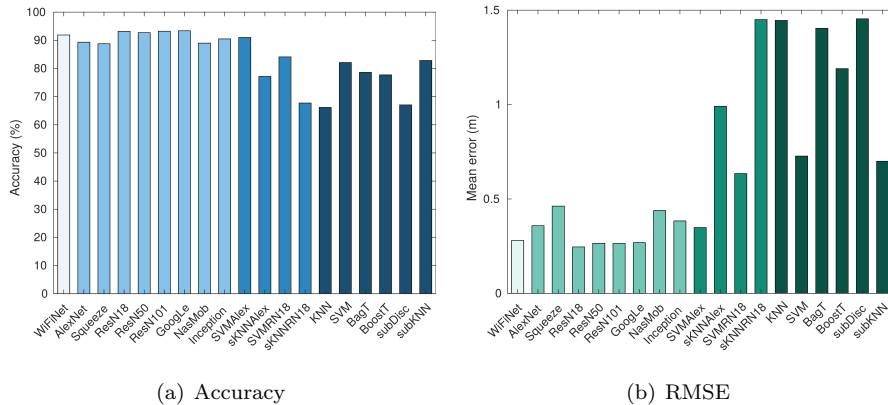 100
90
80
70
60
50
40
30
20
10
0
Accuracy (%)
WiFiNet
AlexNet
Squeeze
ResN18
ResN50
ResN101
GoogLe
NasMob
Inception
SVMAlex
sKNNAlex
SVMRN18
sKNNRN18
KNN
SVM
BagT
BoostT
subDisc
subKNN
(a) Accuracy
1.5
1
0.5
0
Mean error (m)
WiFiNet
AlexNet
Squeeze
ResN18
ResN50
ResN101
GoogLe
NasMob
Inception
SVMAlex
sKNNAlex
SVMRN18
sKNNRN18
KNN
SVM
BagT
BoostT
subDisc
subKNN
(b) RMSE